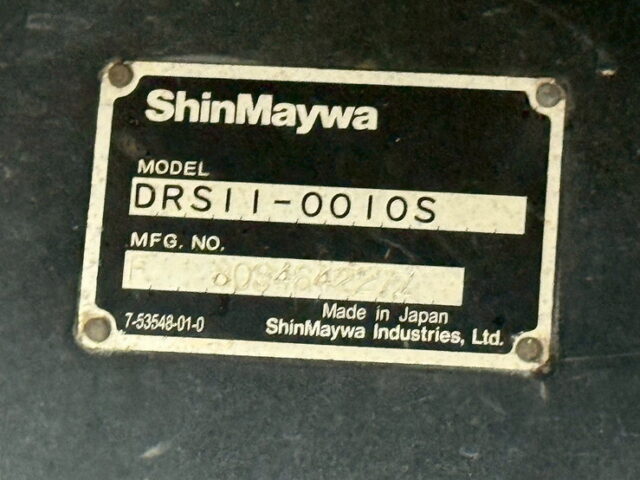 ShinMaywa
MODEL
DRS11-0010S
MFG. NO.
7-53548-01-0
Made in Japan
ShinMaywa Industries, Ltd.